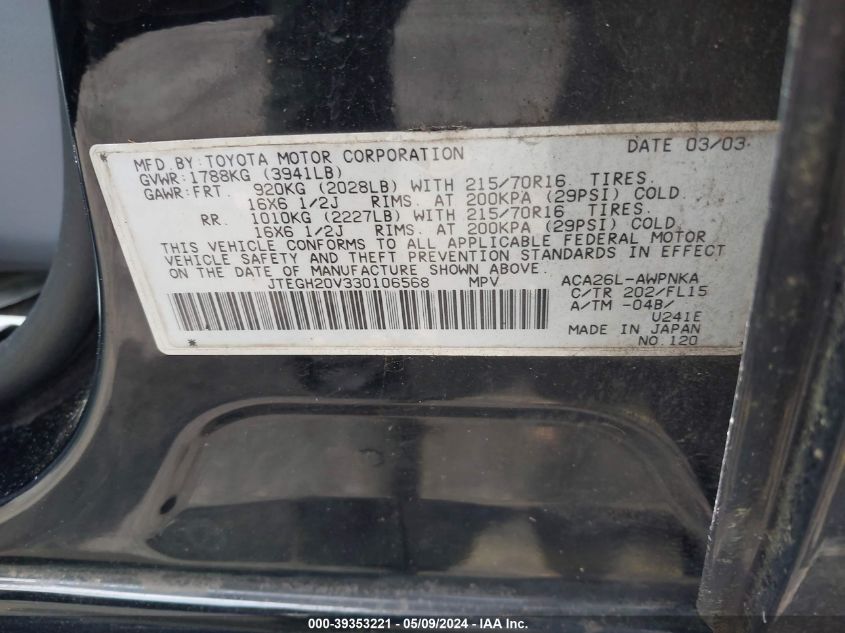 MFD. BY: TOYOTA MOTOR CORPORATION DATE 03/03
GVWR: 1788KG (3941LB)
GAWR: FRT 920KG (2028LB) WITH 215/70R16 TIRES.
16X6 1/2J RIMS. AT 200KPA (29PSI) COLD
RR. 1010KG (2227LB) WITH 215/70R16 TIRES.
16X6 1/2J RIMS. AT 200KPA (29PSI) COLD
THIS VEHICLE CONFORMS TO ALL APPLICABLE FEDERAL MOTOR
VEHICLE SAFETY AND THEFT PREVENTION STANDARDS IN EFFECT
ON THE DATE OF MANUFACTURE SHOWN ABOVE.
JTEGH20V330106568 MPV ACA26L-AWPNKA
C/TR 202/FL15
A/TM -04B/
U241E
MADE IN JAPAN
NO. 120
000-39353221 - 05/09/2024 - IAA Inc.